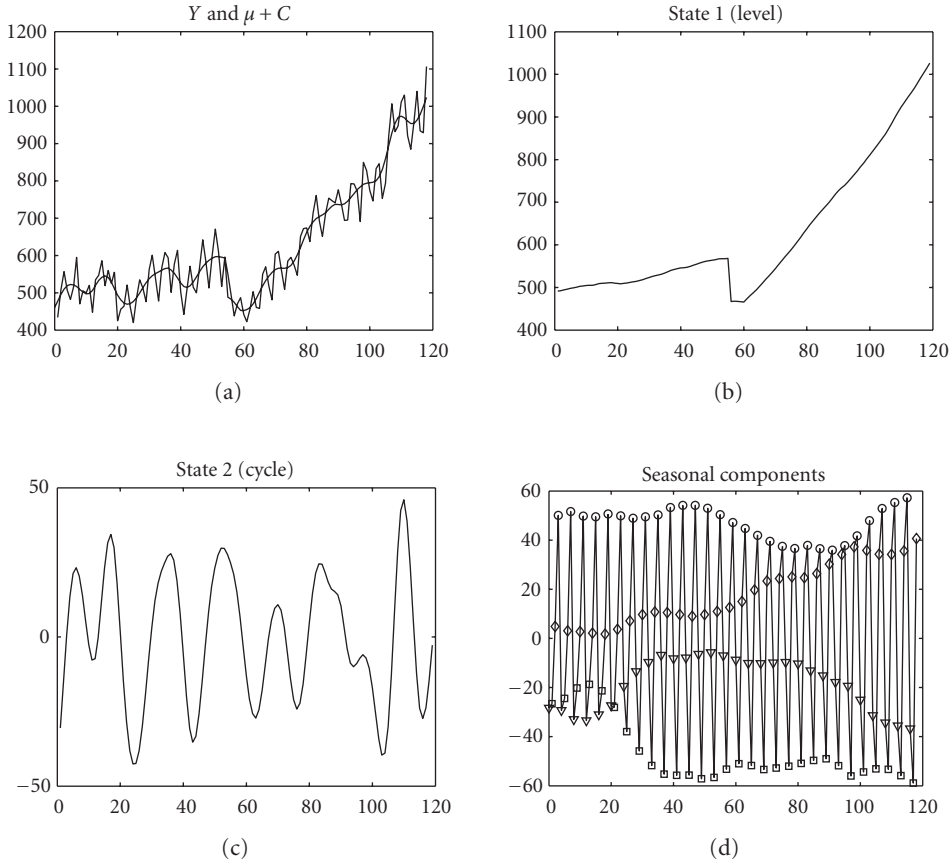 Y and μ + C
1200
1100
1000
900
800
700
600
500
400
0 20 40 60 80 100 120
(a)
State 1 (level)
1100
1000
900
800
700
600
500
400
0 20 40 60 80 100 120
(b)
State 2 (cycle)
50
0
−50
0 20 40 60 80 100 120
(c)
Seasonal components
60
40
20
0
−20
−40
−60
0 20 40 60 80 100 120
(d)